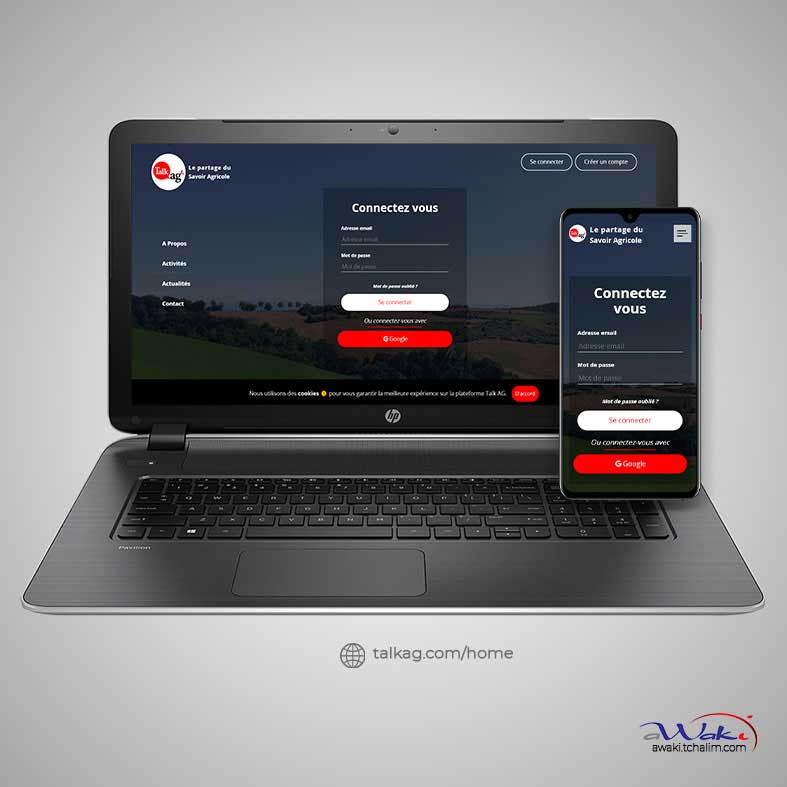 Talk
ag
Le partage du
Savoir Agricole
Se connecter
Créer un compte
A Propos
Activités
Actualités
Contact
Connectez vous
Adresse email
Adresse email
Mot de passe
Mot de passe
Mot de passe oublié ?
Se connecter
Ou connectez-vous avec
G Google
Nous utilisons des cookies pour vous garantir la meilleure expérience sur la plateforme Talk AG.
D'accord
hp
Pavilion
Talk
ag
Le partage du
Savoir Agricole
Connectez
vous
Adresse email
Adresse email
Mot de passe
Mot de passe
Mot de passe oublié ?
Se connecter
Ou connectez-vous avec
G Google
talkag.com/home
aWaki
awaki.tchalim.com